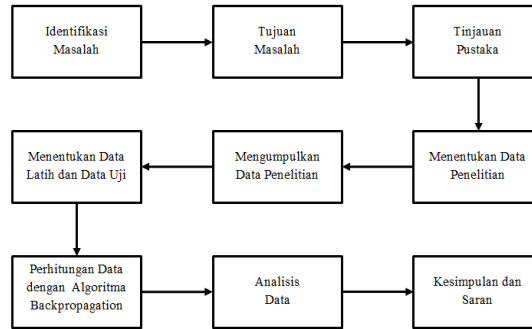 Identifikasi
Masalah
Tujuan
Masalah
Tinjauan
Pustaka
Menentukan Data
Penelitian
Mengumpulkan
Data Penelitian
Menentukan Data
Latih dan Data Uji
Perhitungan Data
dengan Algoritma
Backpropagation
Analisis
Data
Kesimpulan dan
Saran